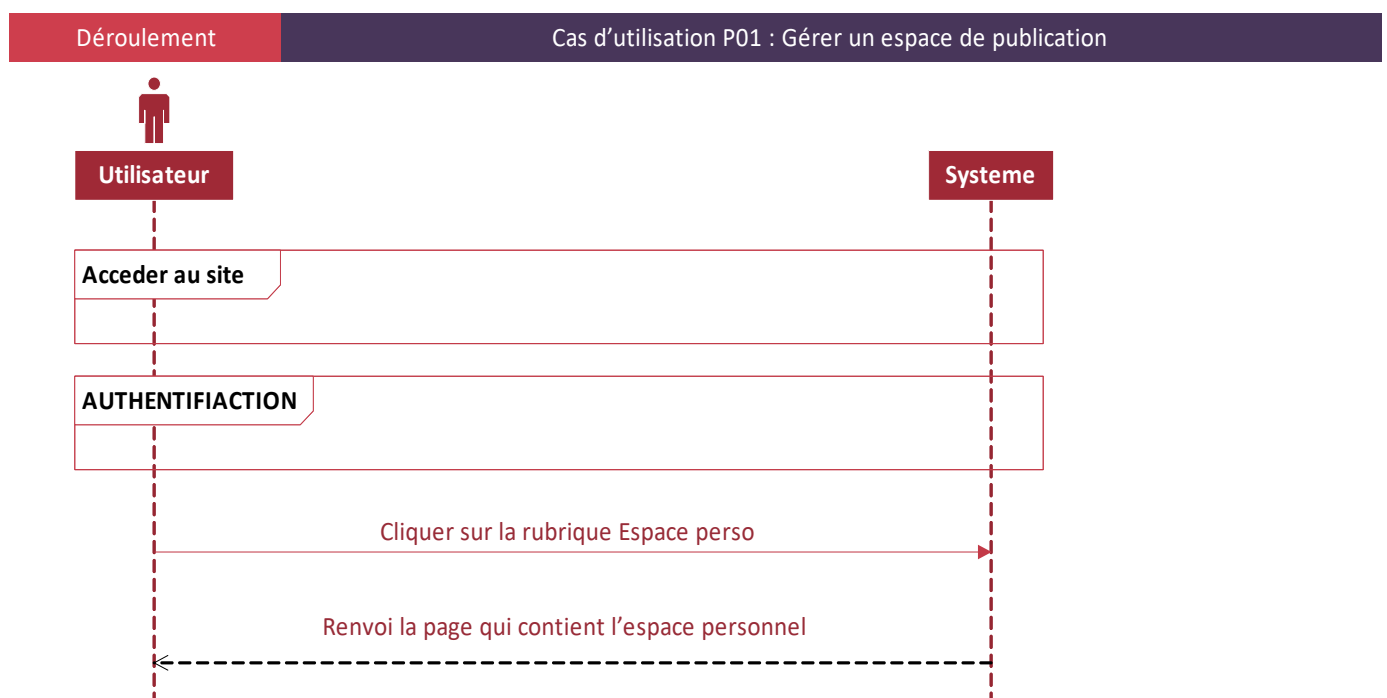 Déroulement
Cas d’utilisation P01 : Gérer un espace de publication
Utilisateur
Systeme
Acceder au site
AUTHENTIFIACTION
Cliquer sur la rubrique Espace perso
Renvoi la page qui contient l’espace personnel